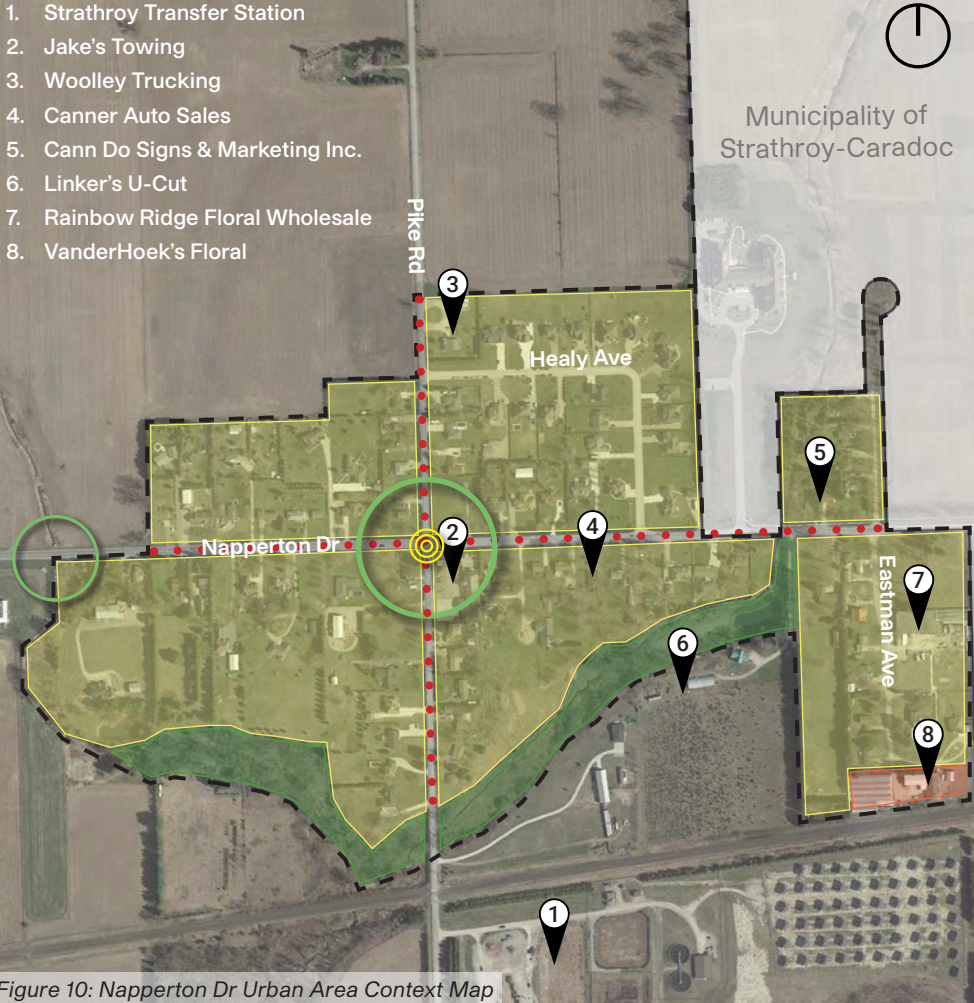 1. Strathroy Transfer Station
2. Jake's Towing
3. Woolley Trucking
4. Canner Auto Sales
5. Cann Do Signs & Marketing Inc.
6. Linker's U-Cut
7. Rainbow Ridge Floral Wholesale
8. VanderHoek's Floral
Municipality of
Strathroy-Caradoc
Pike Rd
3
Healy Ave
5
2
4
Napperton Dr
Eastman Ave
7
6
8
1
Figure 10: Napperton Dr Urban Area Context Map